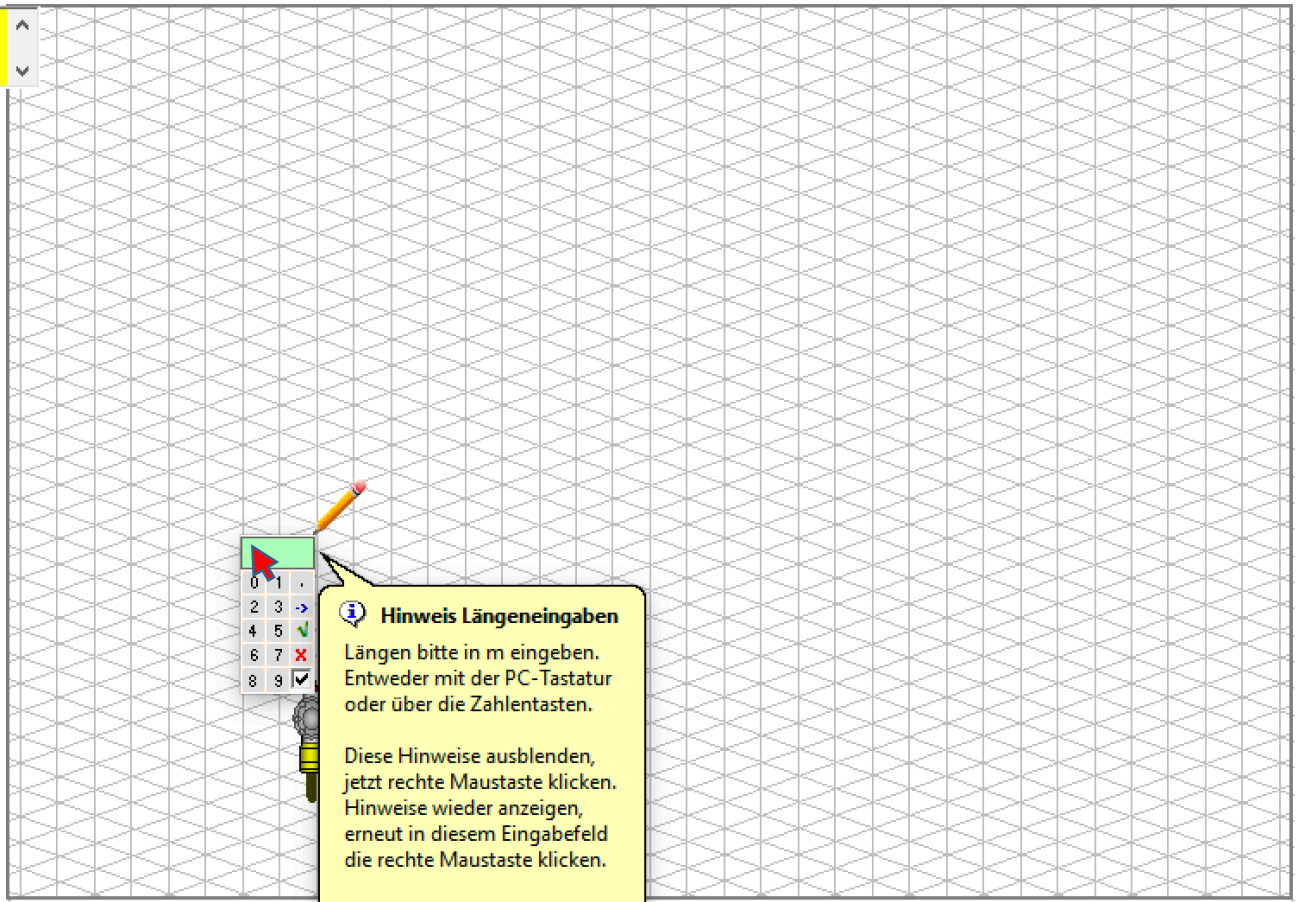 0 1 .
2 3 ->
4 5 √
6 7 X
8 9
Hinweis Längeneingaben
Längen bitte in m eingeben.
Entweder mit der PC-Tastatur
oder über die Zahlentasten.
Diese Hinweise ausblenden,
jetzt rechte Maustaste klicken.
Hinweise wieder anzeigen,
erneut in diesem Eingabefeld
die rechte Maustaste klicken.